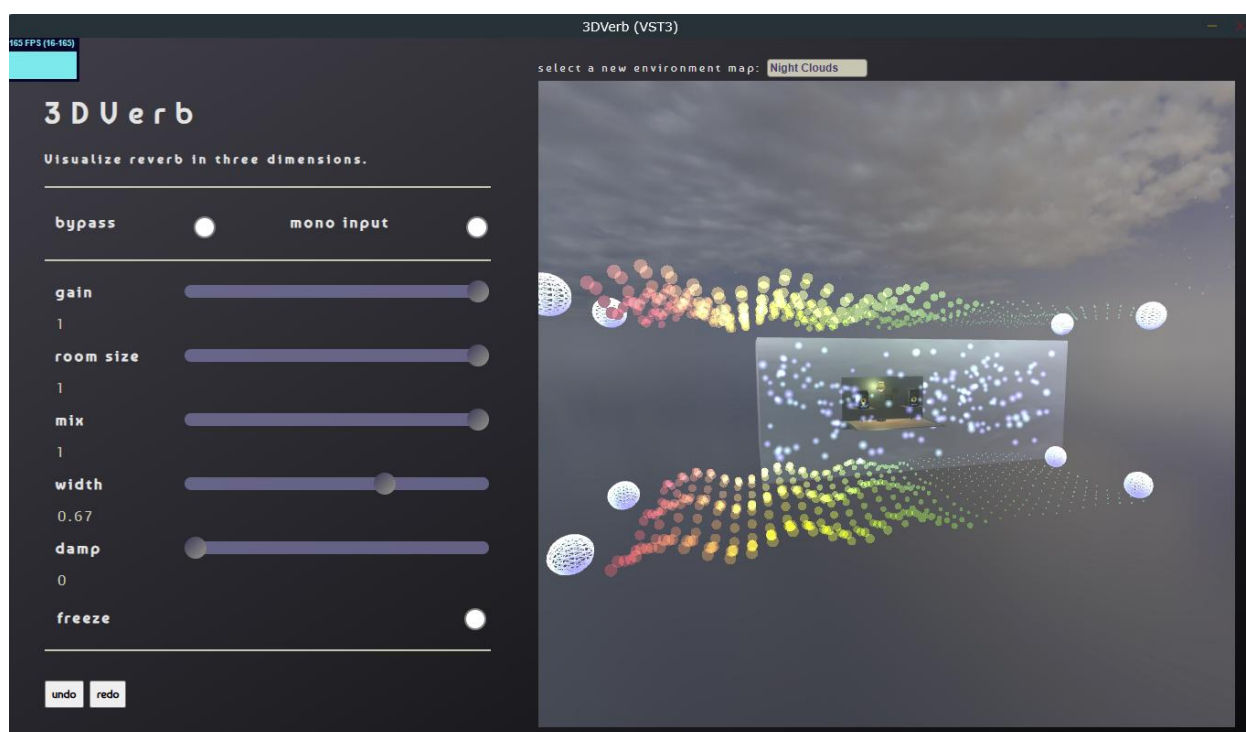 3DVerb (VST3)
165 FPS (16-165)
select a new environment map: Night Clouds
3DVerb
Visualize reverb in three dimensions.
bypass mono input
gain
1
room size
1
mix
1
width
0.67
damp
0
freeze
undo redo